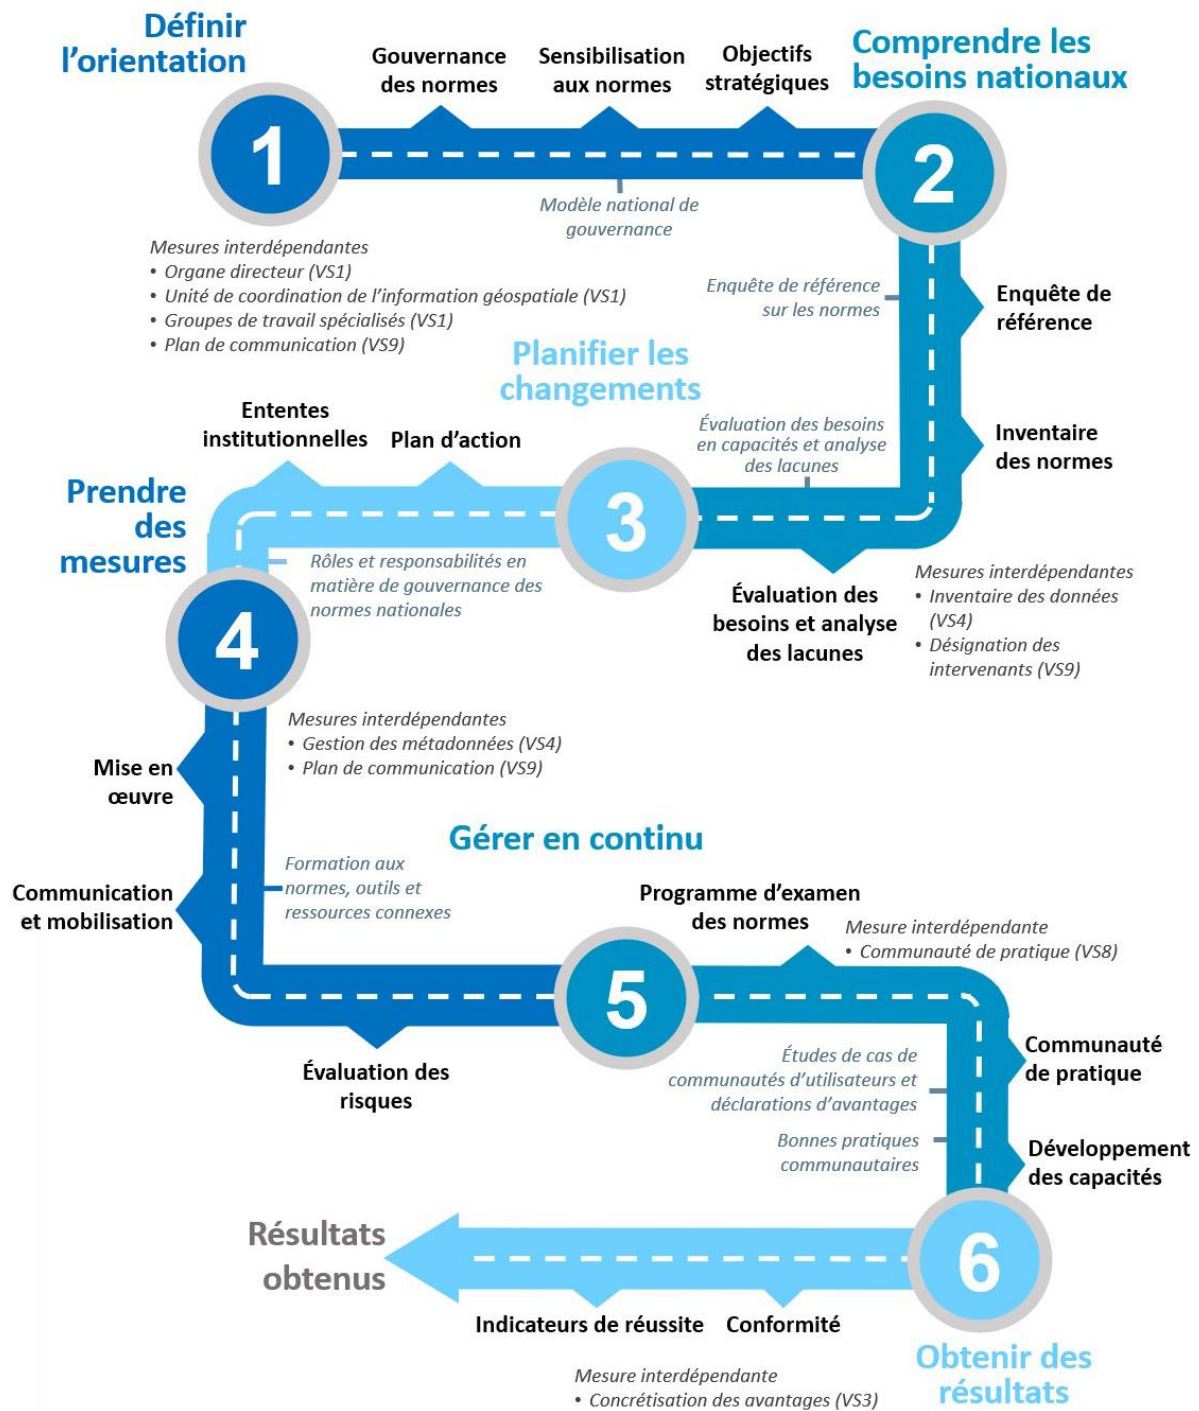 Définir
l'orientation
Gouvernance
des normes
Sensibilisation
aux normes
Objectifs
stratégiques
Comprendre les
besoins nationaux
1
2
Modèle national de
gouvernance
Mesures interdépendantes
• Organe directeur (VS1)
• Unité de coordination de l'information géospatiale (VS1)
• Groupes de travail spécialisés (VS1)
• Plan de communication (VS9)
Enquête de référence
sur les normes
Enquête de
référence
Planifier les
changements
Ententes
institutionnelles
Plan d'action
Évaluation des besoins
en capacités et analyse
des lacunes
Inventaire
des normes
3
Prendre
des
mesures
Rôles et responsabilités en
matière de gouvernance des
normes nationales
Évaluation des
besoins et analyse
des lacunes
Mesures interdépendantes
• Inventaire des données
(VS4)
• Désignation des
intervenants (VS9)
4
Mesures interdépendantes
• Gestion des métadonnées (VS4)
• Plan de communication (VS9)
Mise en
œuvre
Gérer en continu
Communication
et mobilisation
Formation aux
normes, outils et
ressources connexes
Programme d'examen
des normes
Mesure interdépendante
• Communauté de pratique (VS8)
5
Évaluation des
risques
Études de cas de
communautés d'utilisateurs et
déclarations d'avantages
Communauté
de pratique
Bonnes pratiques
communautaires
Développement
des capacités
Résultats
obtenus
6
Indicateurs de réussite
Conformité
Obtenir des
résultats
Mesure interdépendante
• Concrétisation des avantages (VS3)